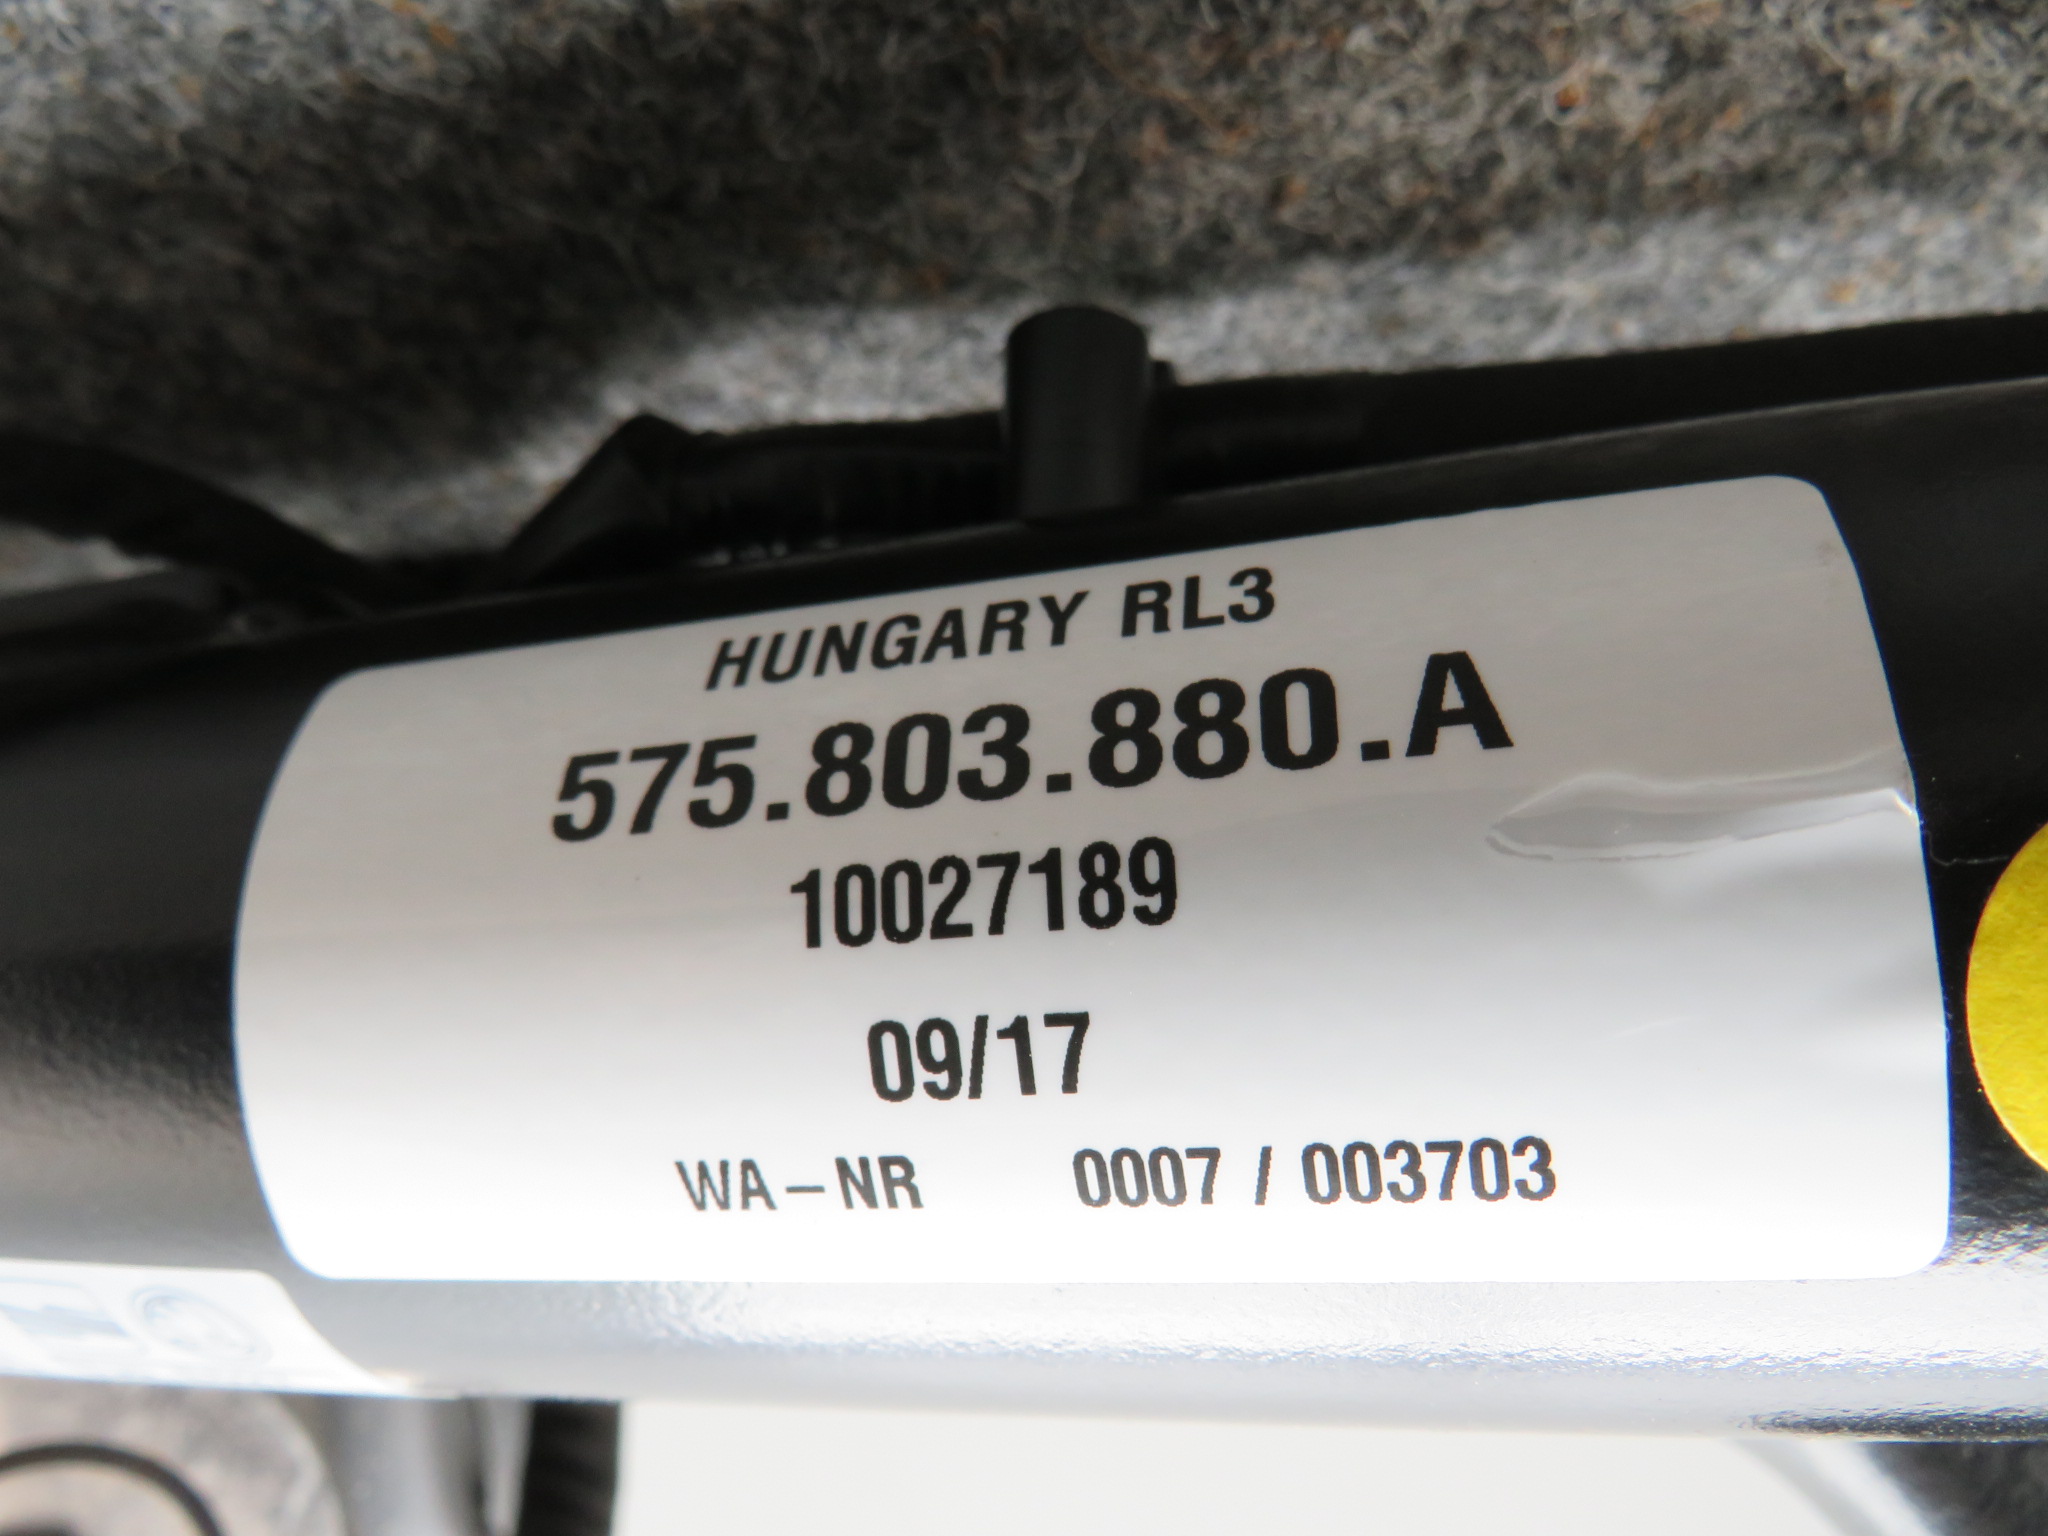 HUNGARY RL3
575.803.880.A
10027189
09/17
WA-NR 0007 / 003703